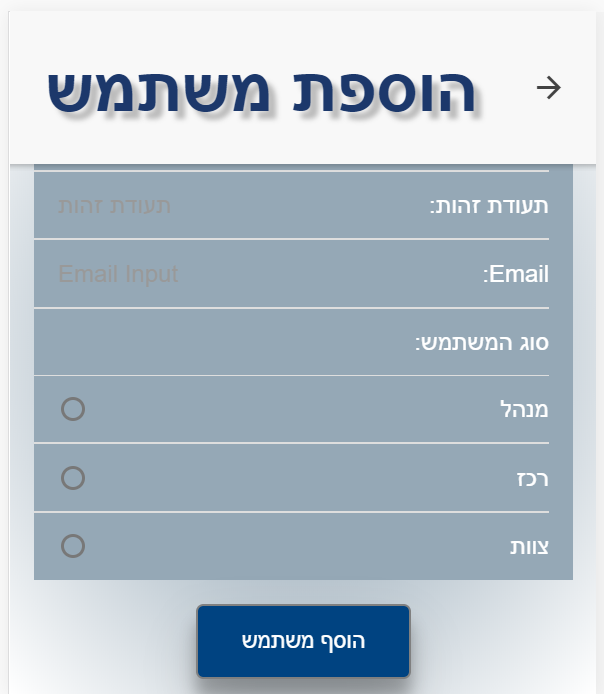 הוספת משתמש
תעודת זהות: תעודת זהות
Email: Email Input
סוג המשתמש:
מנהל
רכז
צוות
הוסף משתמש